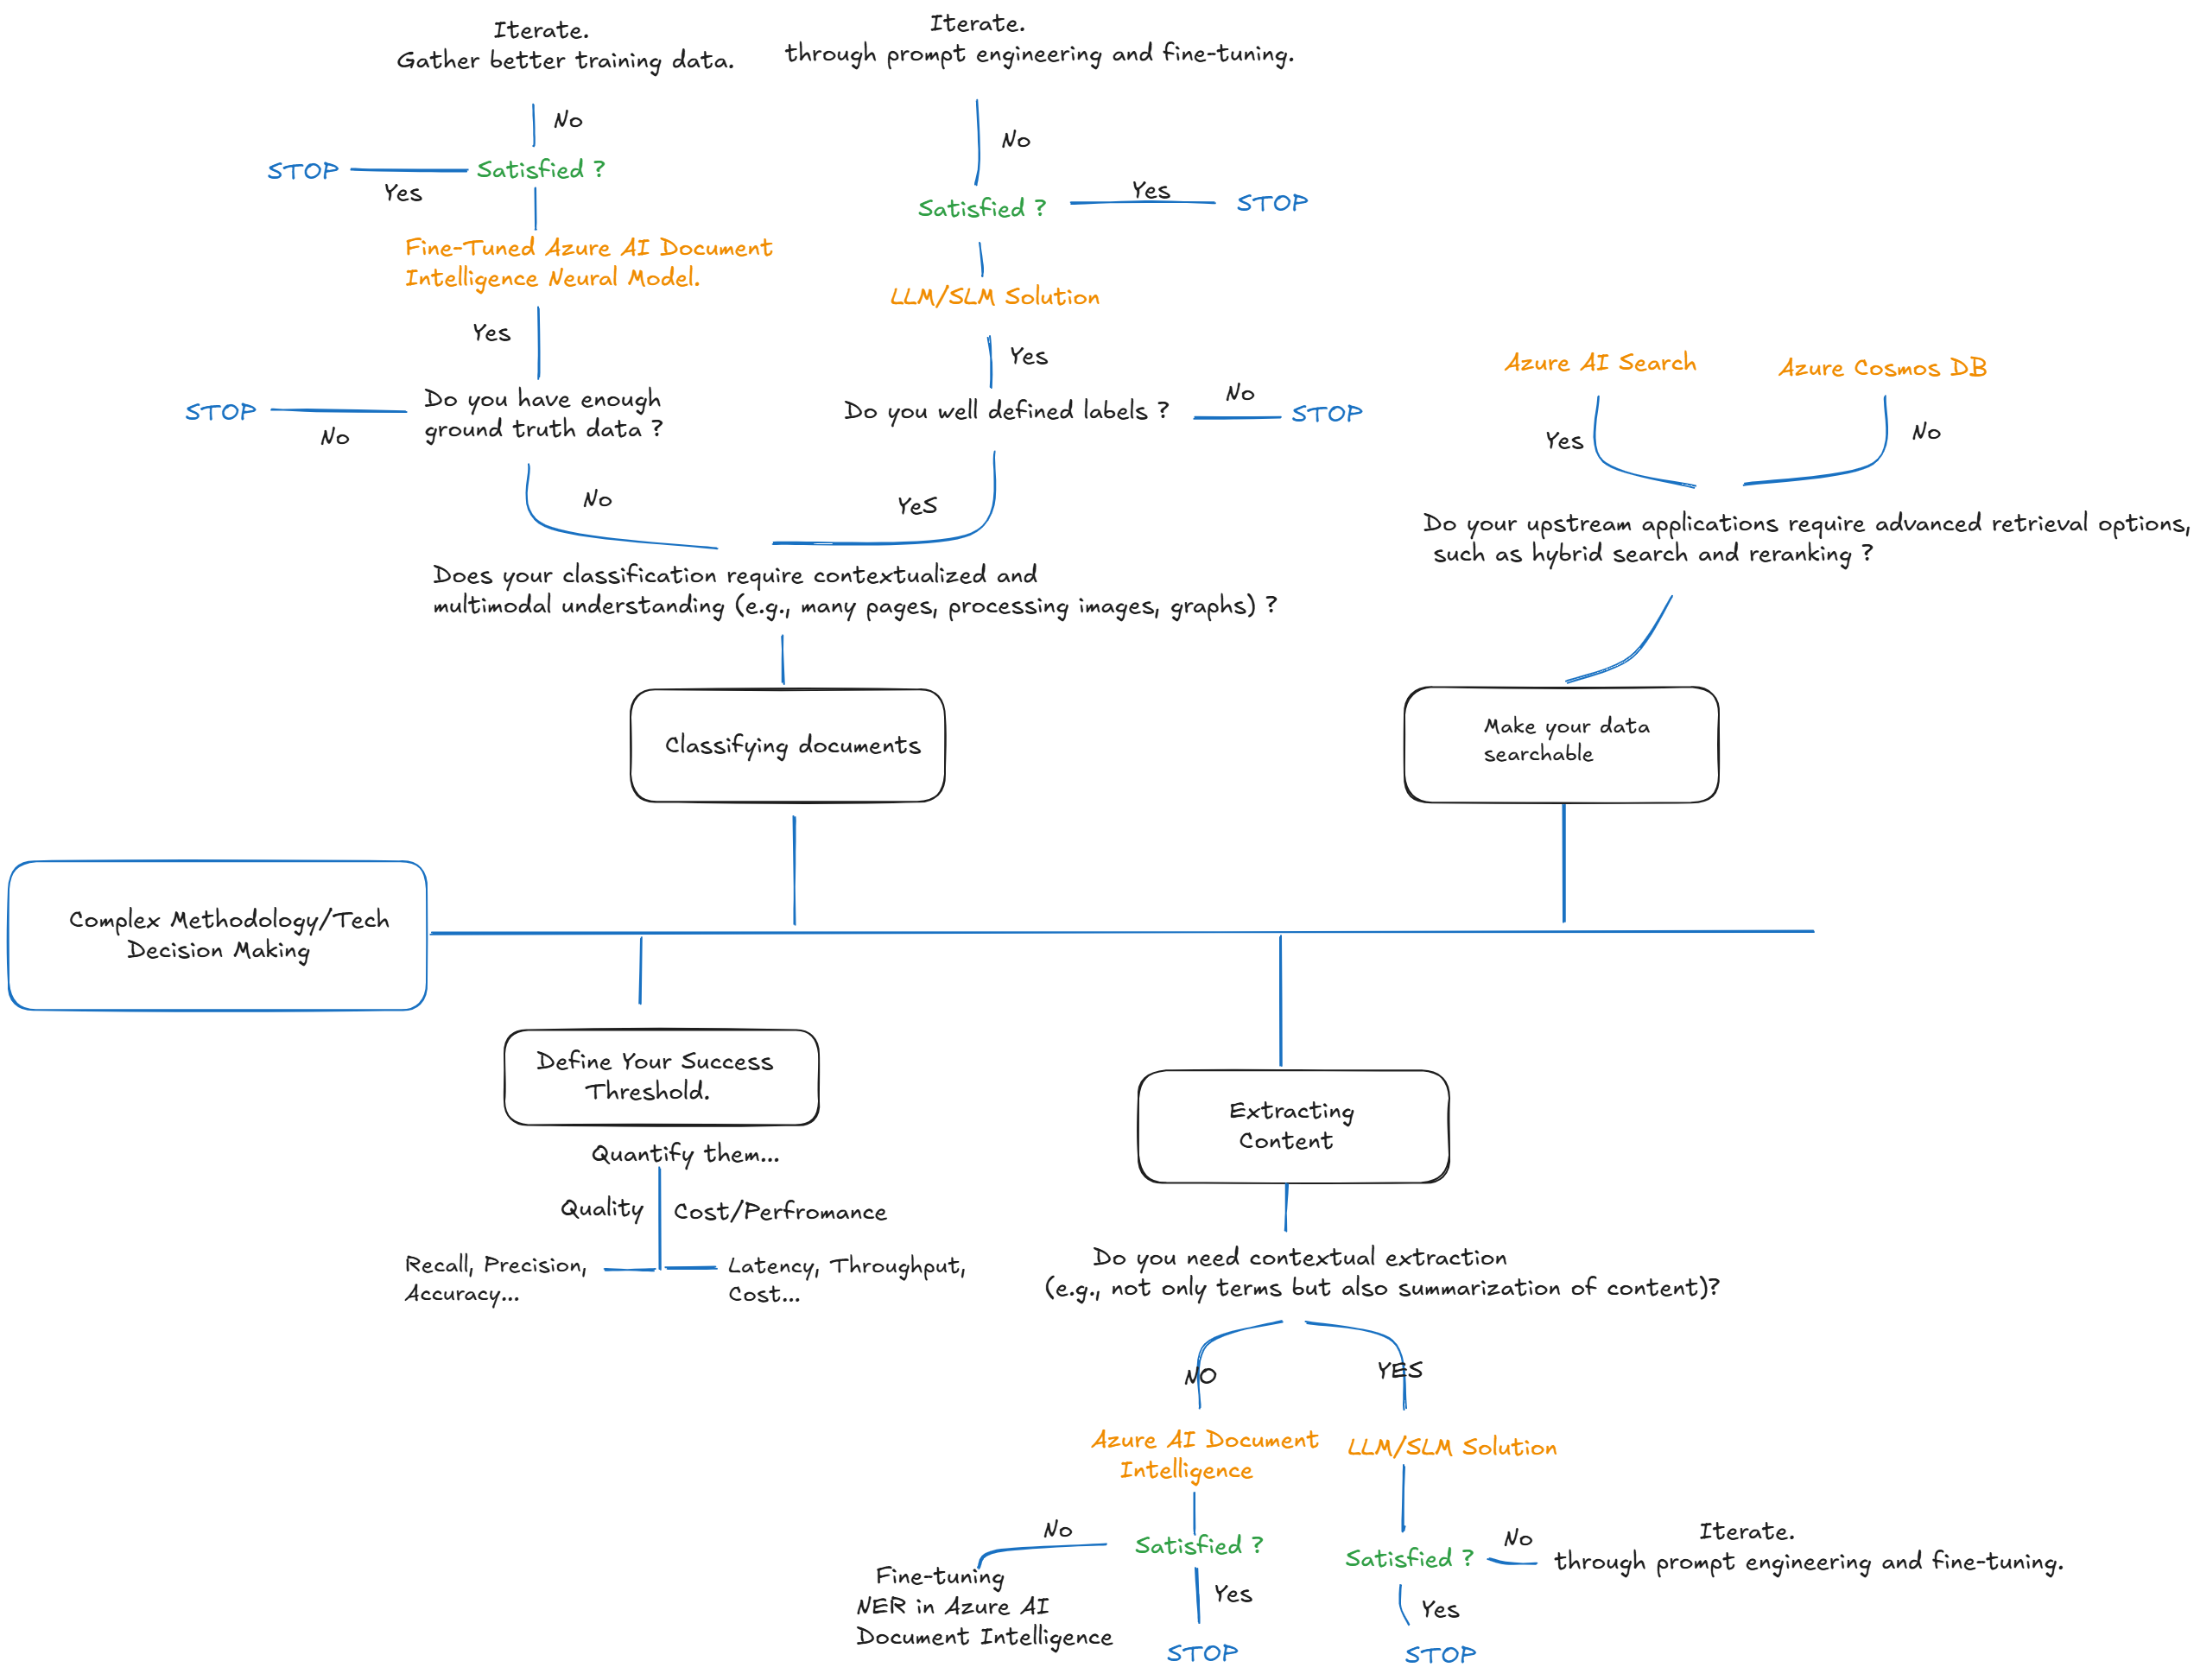 Iterate.
Gather better training data.
No
STOP
Yes
Satisfied ?
Fine-Tuned Azure AI Document
Intelligence Neural Model.
Yes
STOP
No
Do you have enough
ground truth data ?
No
Iterate.
through prompt engineering and fine-tuning.
No
Satisfied ?
Yes
STOP
LLM/SLM Solution
Yes
Do you well defined labels ?
No
STOP
YeS
Does your classification require contextualized and
multimodal understanding (e.g., many pages, processing images, graphs) ?
Classifying documents
Azure AI Search
Azure Cosmos DB
Yes
No
Do your upstream applications require advanced retrieval options,
such as hybrid search and reranking ?
Make your data
searchable
Complex Methodology/Tech
Decision Making
Define Your Success
Threshold.
Quantify them...
Quality
Cost/Perfromance
Recall, Precision,
Accuracy...
Latency, Throughput,
Cost...
Extracting
Content
Do you need contextual extraction
(e.g., not only terms but also summarization of content)?
NO
YES
Azure AI Document
Intelligence
LLM/SLM Solution
No
Satisfied ?
Fine-tuning
NER in Azure AI
Document Intelligence
Yes
STOP
Satisfied ?
No
Iterate.
through prompt engineering and fine-tuning.
Yes
STOP